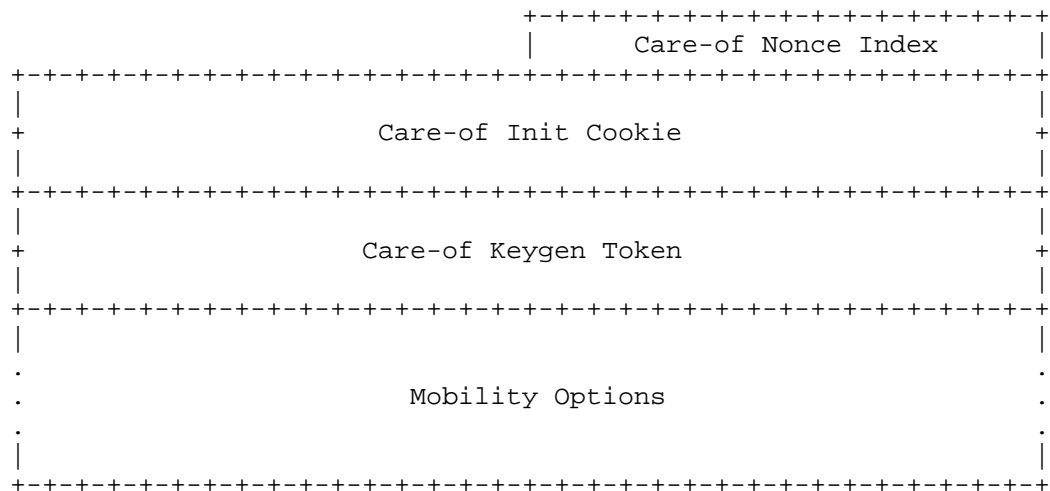 Care-of Nonce Index
Care-of Init Cookie
Care-of Keygen Token
Mobility Options